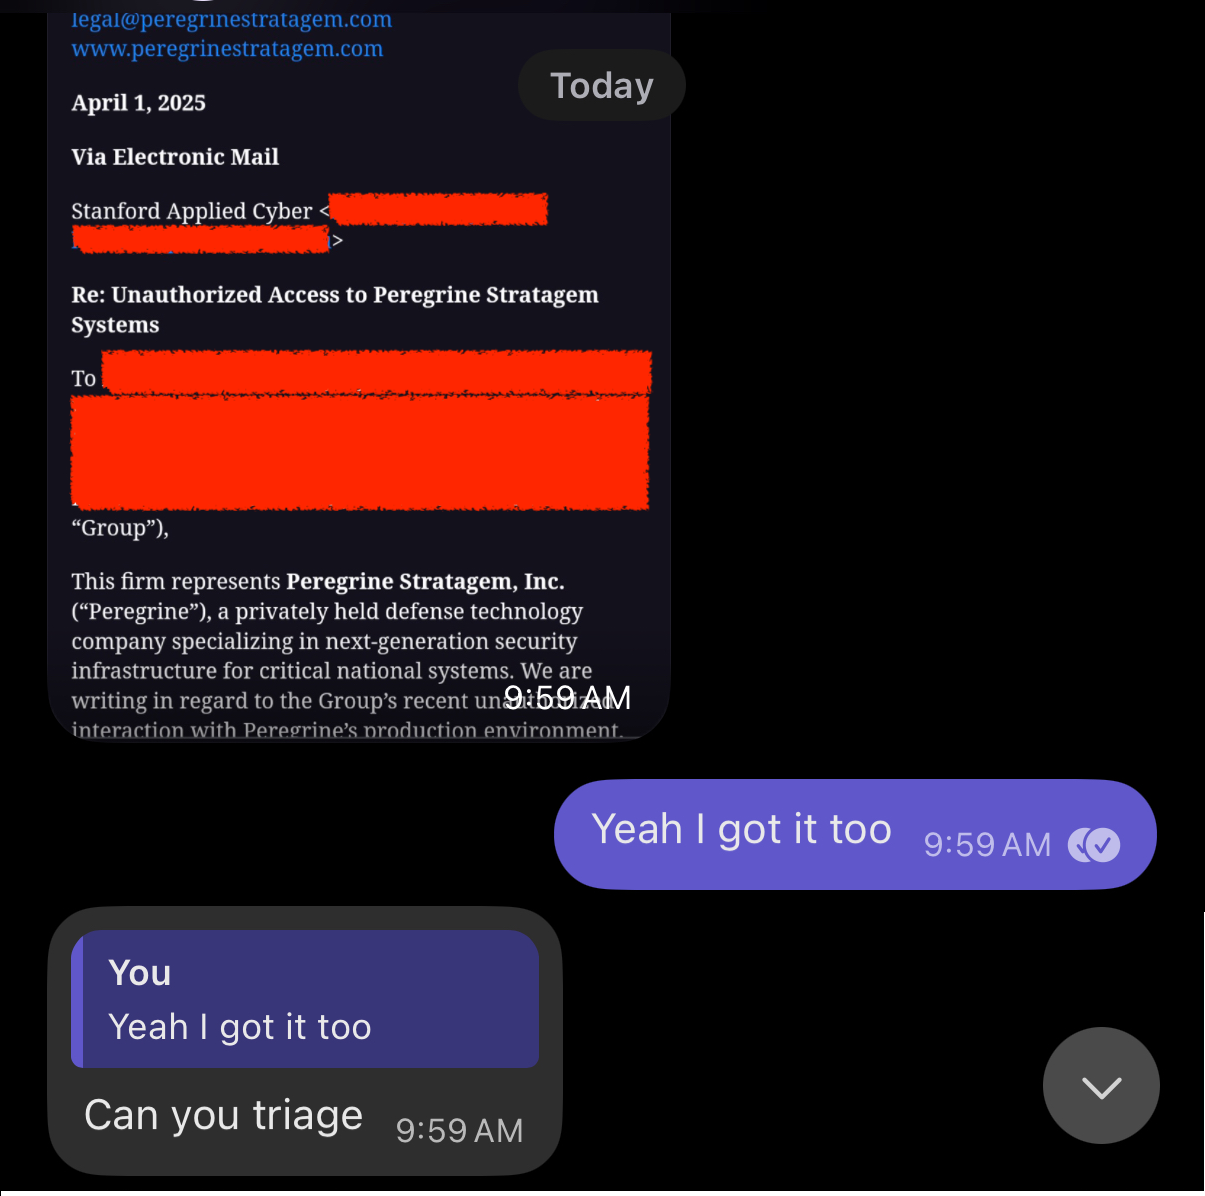 legal@peregrinestratagem.com
www.peregrinestratagem.com
Today
April 1, 2025
Via Electronic Mail
Stanford Applied Cyber <
>
Re: Unauthorized Access to Peregrine Stratagem
Systems
To
“Group”),
This firm represents Peregrine Stratagem, Inc.
(“Peregrine”), a privately held defense technology
company specializing in next-generation security
infrastructure for critical national systems. We are
writing in regard to the Group’s recent unauthorized
9:59 AM
interaction with Peregrine’s production environment.
Yeah I got it too 9:59 AM
You
Yeah I got it too
Can you triage 9:59 AM